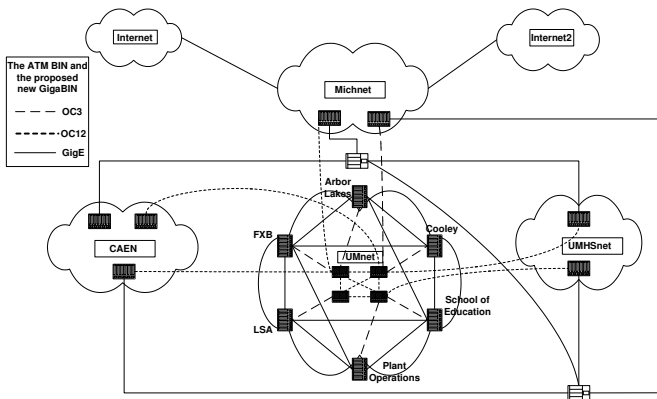 Internet
Internet2
The ATM BIN and
the proposed
new GigaBIN
OC3
OC12
GigE
Michnet
Arbor
Lakes
FXB
Cooley
CAEN
/UMnet
UMHSnet
LSA
School of
Education
Plant
Operations